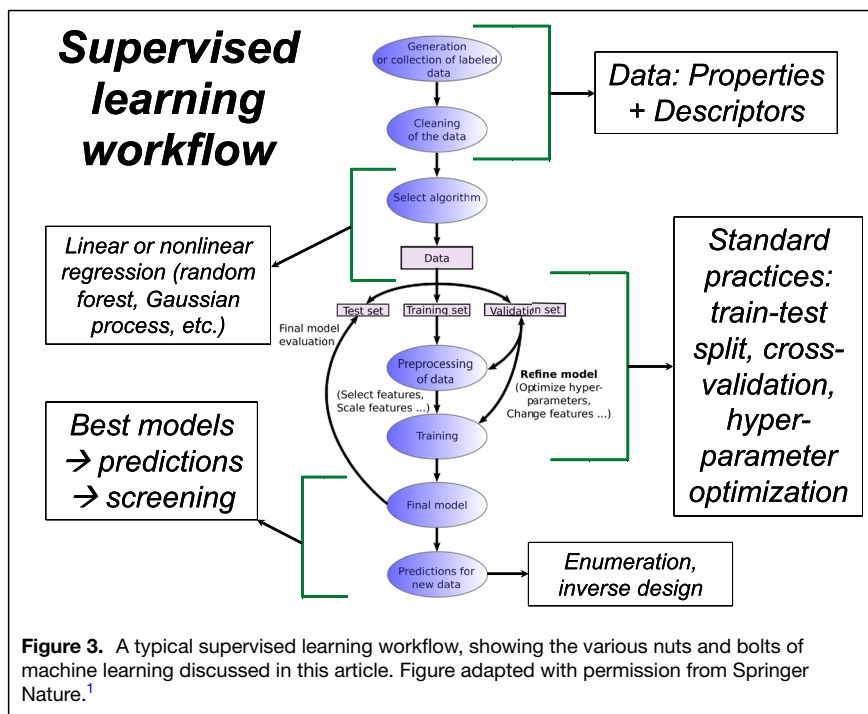 Supervised
learning
workflow
Generation
or collection of labeled
data
Cleaning
of the data
Data: Properties
+ Descriptors
Select algorithm
Linear or nonlinear
regression (random
forest, Gaussian
process, etc.)
Data
Test set
Training set
Validation set
Final model
evaluation
Preprocessing
of data
(Select features,
Scale features ...)
Refine model
(Optimize hyper-
parameters,
Change features ...)
Standard
practices:
train-test
split, cross-
validation,
hyper-
parameter
optimization
Training
Best models
→ predictions
→ screening
Final model
Predictions for
new data
Enumeration,
inverse design
Figure 3. A typical supervised learning workflow, showing the various nuts and bolts of
machine learning discussed in this article. Figure adapted with permission from Springer
Nature.1